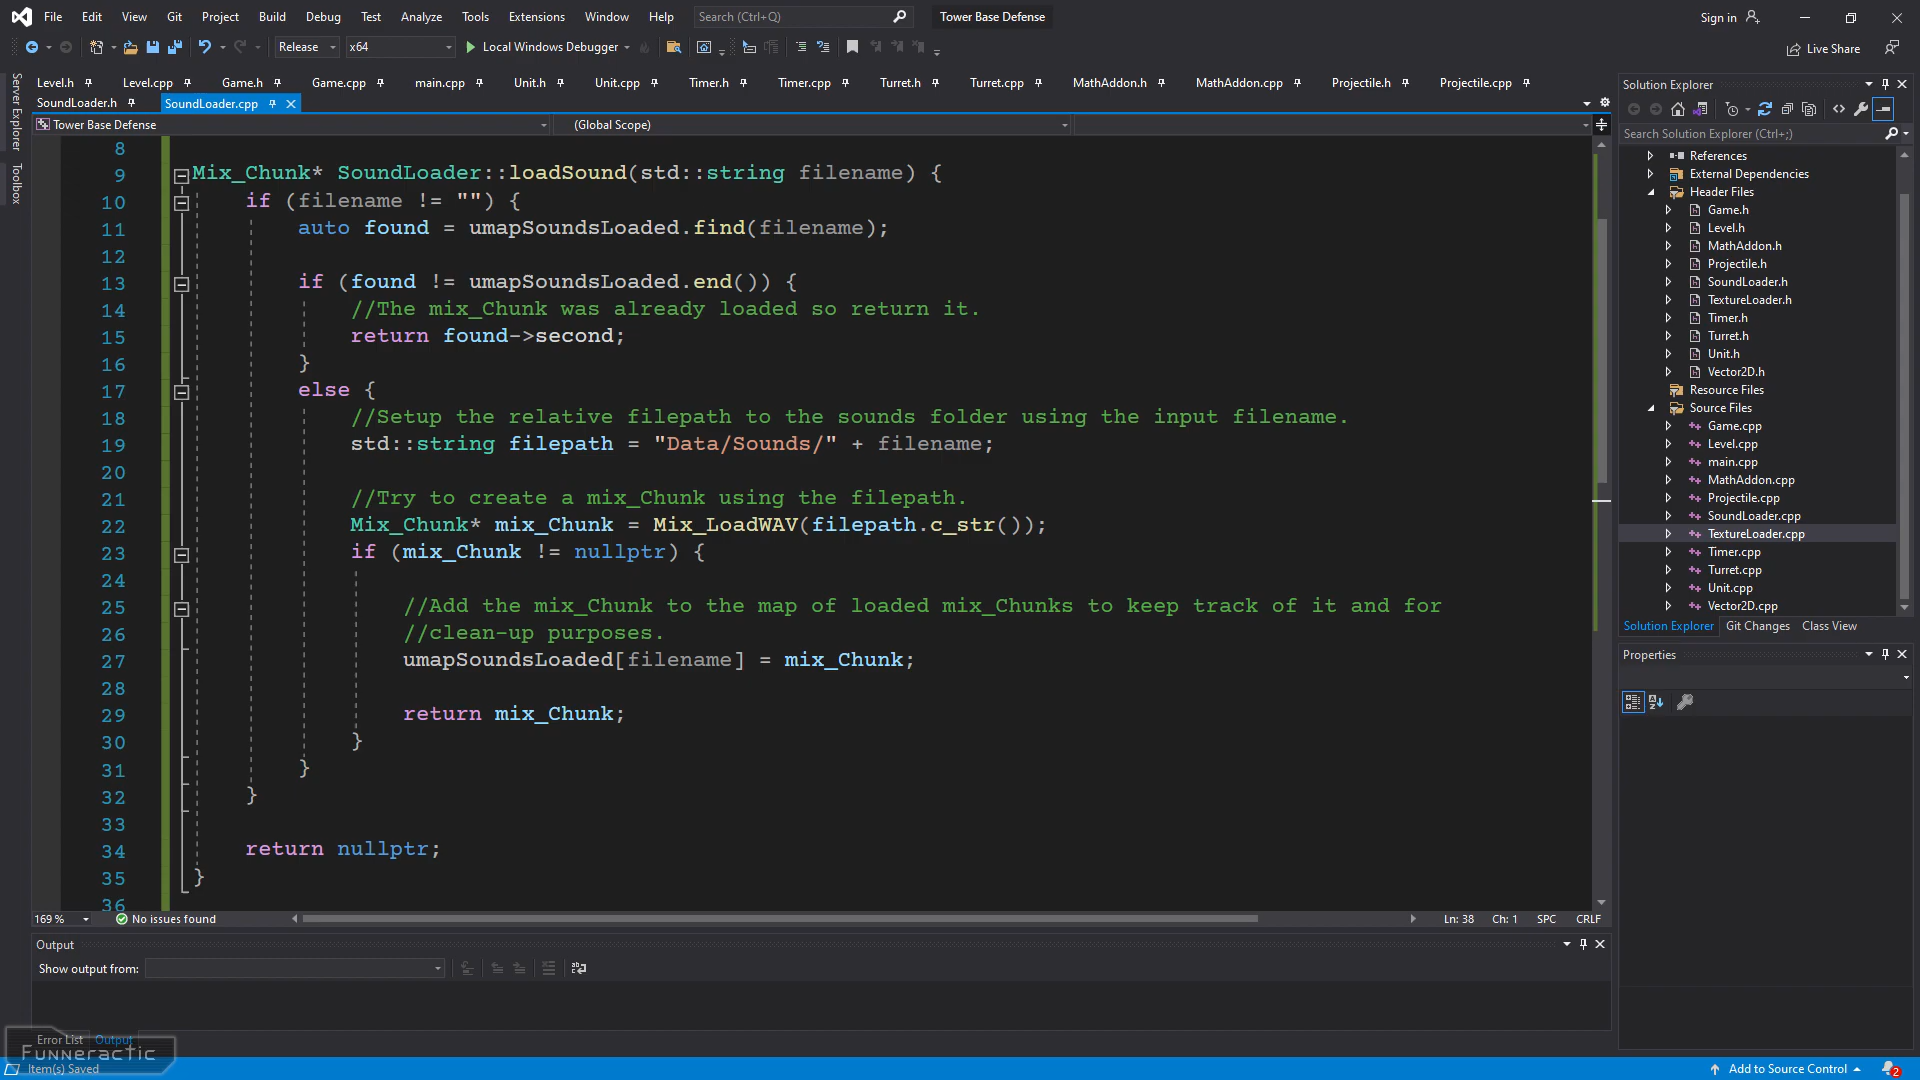 File Edit View Git Project Build Debug Test Analyze Tools Extensions Window Help Search (Ctrl+Q) Tower Base Defense Sign in
Release x64 Local Windows Debugger Live Share
Level.h Level.cpp Game.h Game.cpp main.cpp Unit.h Unit.cpp Timer.h Timer.cpp Turret.h Turret.cpp MathAddon.h MathAddon.cpp Projectile.h Projectile.cpp
SoundLoader.h SoundLoader.cpp
Server Explorer
Toolbox
Tower Base Defense (Global Scope)
8
9 Mix_Chunk* SoundLoader::loadSound(std::string filename) {
10 if (filename != "") {
11 auto found = umapSoundsLoaded.find(filename);
12
13 if (found != umapSoundsLoaded.end()) {
14 //The mix_Chunk was already loaded so return it.
15 return found->second;
16 }
17 else {
18 //Setup the relative filepath to the sounds folder using the input filename.
19 std::string filepath = "Data/Sounds/" + filename;
20
21 //Try to create a mix_Chunk using the filepath.
22 Mix_Chunk* mix_Chunk = Mix_LoadWAV(filepath.c_str());
23 if (mix_Chunk != nullptr) {
24
25 //Add the mix_Chunk to the map of loaded mix_Chunks to keep track of it and for
26 //clean-up purposes.
27 umapSoundsLoaded[filename] = mix_Chunk;
28
29 return mix_Chunk;
30 }
31 }
32 }
33
34 return nullptr;
35 }
36
169 % No issues found Ln: 38 Ch: 1 SPC CRLF
Output
Show output from:
Error List Output
Funneractic
Item(s) Saved
Solution Explorer
Search Solution Explorer (Ctrl+;)
References
External Dependencies
Header Files
Game.h
Level.h
MathAddon.h
Projectile.h
SoundLoader.h
TextureLoader.h
Timer.h
Turret.h
Unit.h
Vector2D.h
Resource Files
Source Files
Game.cpp
Level.cpp
main.cpp
MathAddon.cpp
Projectile.cpp
SoundLoader.cpp
TextureLoader.cpp
Timer.cpp
Turret.cpp
Unit.cpp
Vector2D.cpp
Solution Explorer Git Changes Class View
Properties
Add to Source Control 2